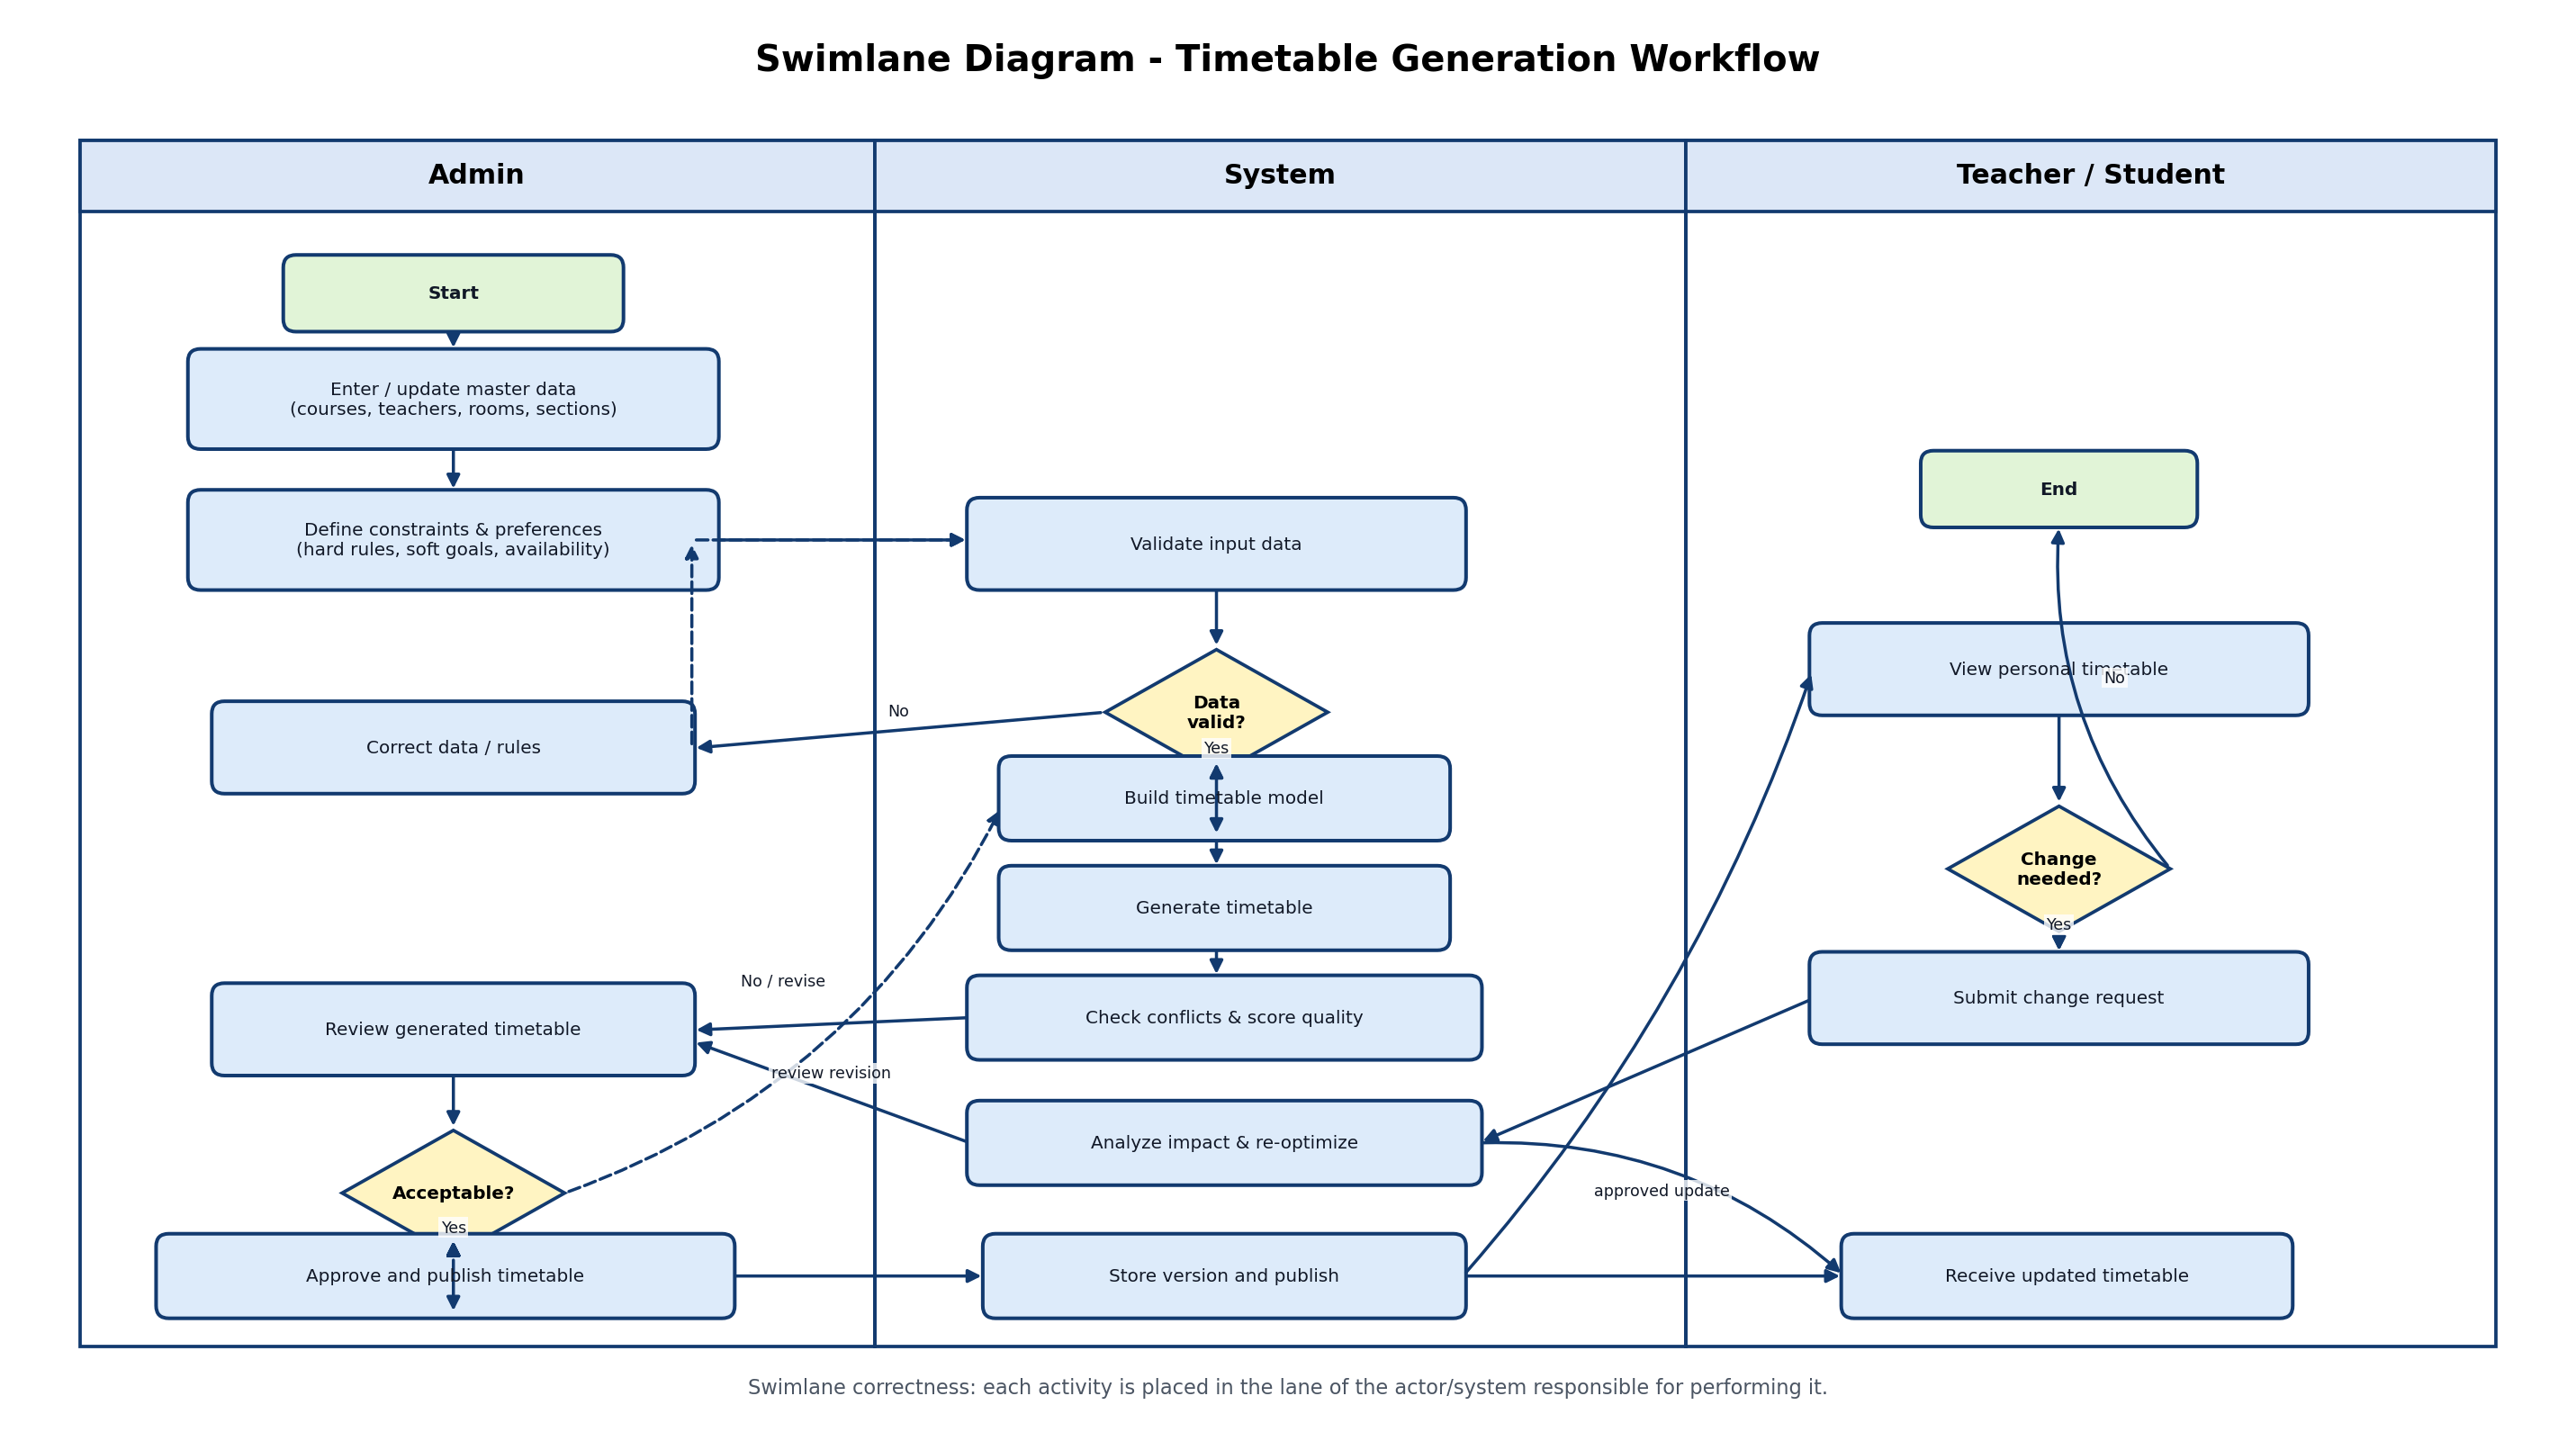 Swimlane Diagram - Timetable Generation Workflow
Admin
System
Teacher / Student
Start
Enter / update master data
(courses, teachers, rooms, sections)
Define constraints & preferences
(hard rules, soft goals, availability)
Validate input data
End
Correct data / rules
No
Data
valid?
Yes
Build timetable model
View personal timetable
No
Generate timetable
Change
needed?
Yes
No / revise
Review generated timetable
Check conflicts & score quality
Submit change request
review revision
Analyze impact & re-optimize
approved update
Acceptable?
Yes
Approve and publish timetable
Store version and publish
Receive updated timetable
Swimlane correctness: each activity is placed in the lane of the actor/system responsible for performing it.